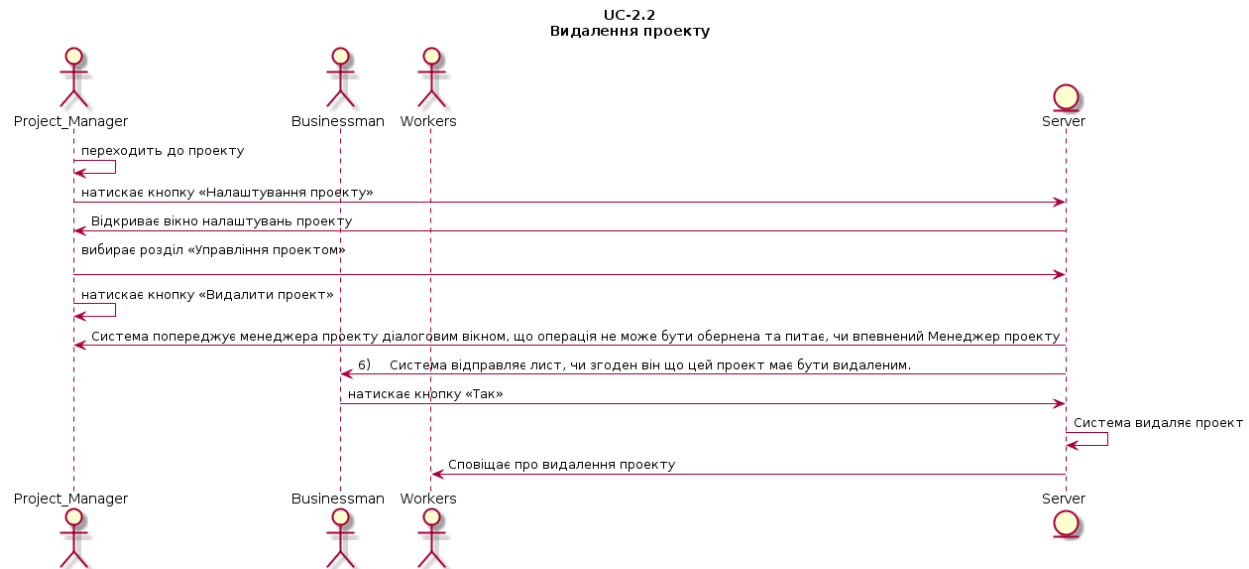 UC-2.2
Видалення проекту
Project_Manager
Businessman
Workers
Server
переходить до проекту
натискає кнопку «Налаштування проекту»
Відкриває вікно налаштувань проекту
вибирає розділ «Управління проектом»
натискає кнопку «Видалити проект»
Система попереджує менеджера проекту діалоговим вікном, що операція не може бути обернена та питає, чи впевнений Менеджер проекту
6) Система відправляє лист, чи згоден він що цей проект має бути видаленим.
натискає кнопку «Так»
Система видаляє проект
Сповіщає про видалення проекту
Project_Manager
Businessman
Workers
Server